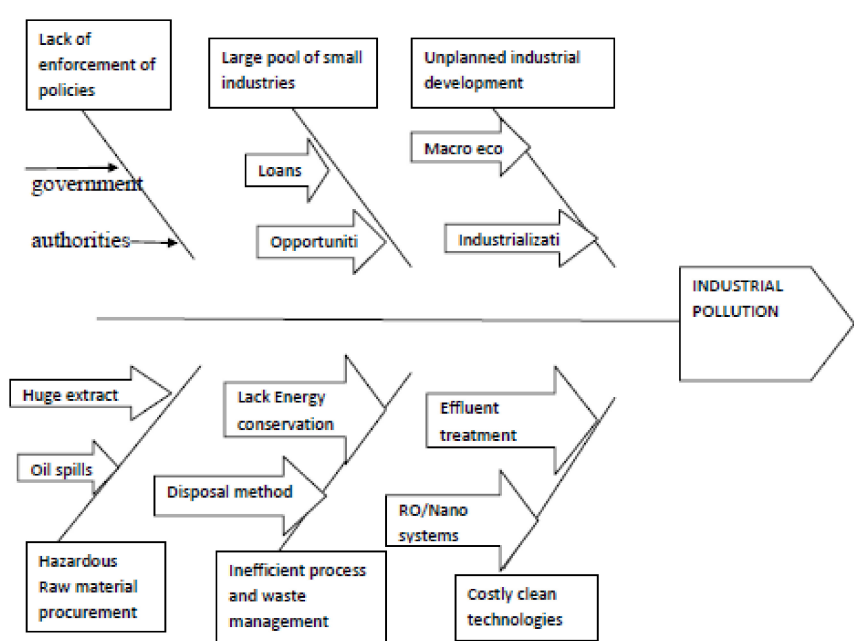 Lack of
enforcement of
policies
Large pool of small
industries
Unplanned industrial
development
Macro eco
Loans
government
authorities
Opportuniti
Industrializati
INDUSTRIAL
POLLUTION
Huge extract
Lack Energy
conservation
Effluent
treatment
Oil spills
Disposal method
RO/Nano
systems
Hazardous
Raw material
procurement
Inefficient process
and waste
management
Costly clean
technologies